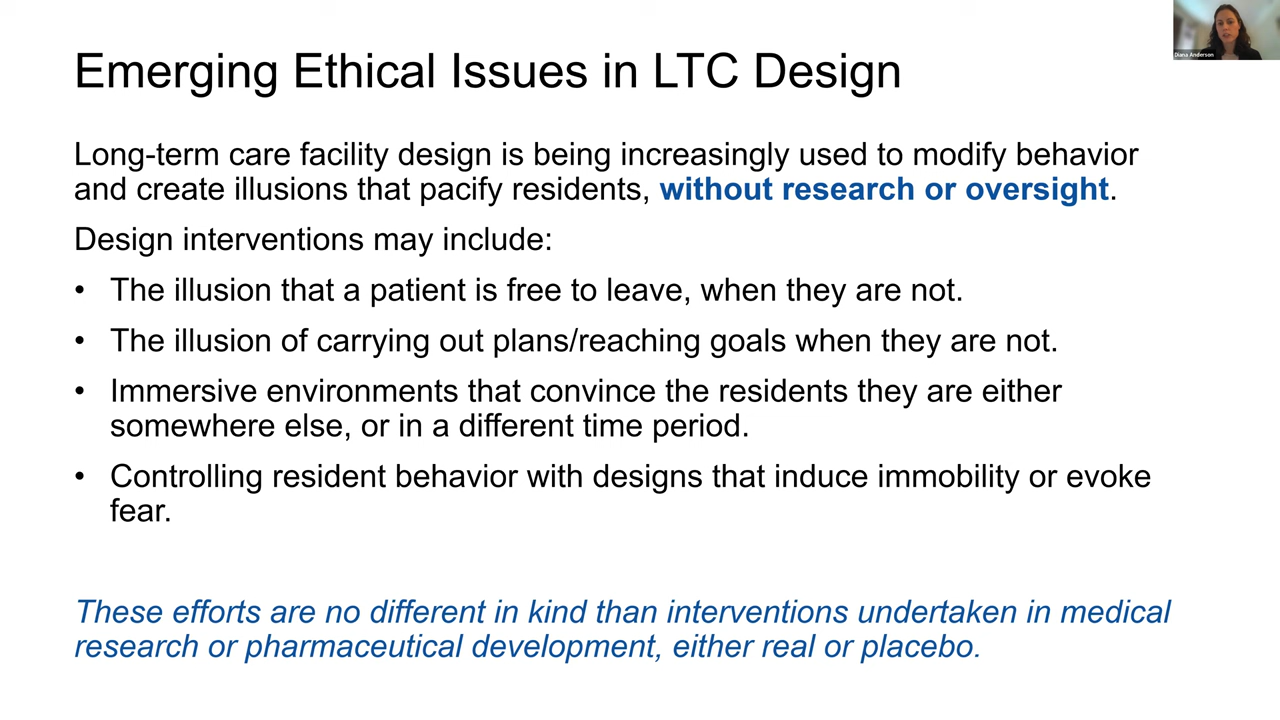 Diana Anderson
Emerging Ethical Issues in LTC Design
Long-term care facility design is being increasingly used to modify behavior
and create illusions that pacify residents, without research or oversight.
Design interventions may include:
• The illusion that a patient is free to leave, when they are not.
• The illusion of carrying out plans/reaching goals when they are not.
• Immersive environments that convince the residents they are either
somewhere else, or in a different time period.
• Controlling resident behavior with designs that induce immobility or evoke
fear.
These efforts are no different in kind than interventions undertaken in medical
research or pharmaceutical development, either real or placebo.